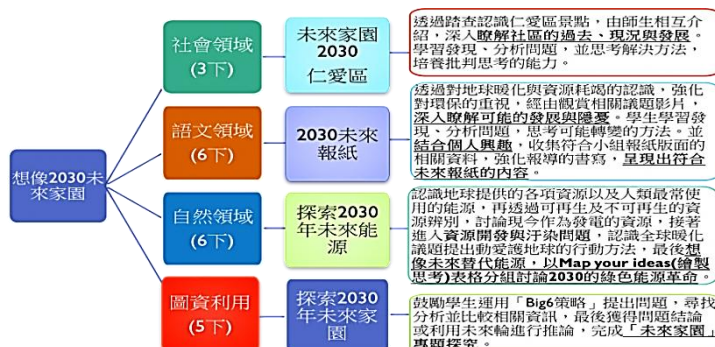 想像2030未
來家園
社會領域
(3下)
未來家園
2030
仁愛區
透過踏查認識仁愛區景點，由師生相互介
紹，深入瞭解社區的過去、現況與發展。
學習發現、分析問題，並思考解決方法，
培養批判思考的能力。
語文領域
(6下)
2030未來
報紙
透過對地球暖化與資源耗竭的認識，強化
對環保的重視，經由觀賞相關議題影片，
深入瞭解可能的發展與隱憂。學生學習發
現、分析問題，思考可能轉變的方法。並
結合個人興趣，收集符合小組報紙版面的
相關資料，強化報導的書寫，呈現出符合
未來報紙的內容。
自然領域
(6下)
探索2030
年未來能
源
認識地球提供的各項資源以及人類最常使
用的能源，再透過可再生及不可再生的資
源辨別，討論現今作為發電的資源，接著
進入資源開發與汙染問題，認識全球暖化
議題提出動愛護地球的行動方法，最後想
像未來替代能源，以Map your ideas(繪製
思考)表格分組討論2030的綠色能源革命。
圖資利用
(5下)
探索2030
年未來家
園
鼓勵學生運用「Big6策略」提出問題，尋找
分析並比較相關資訊，最後獲得問題結論
或利用未來輪進行推論，完成「未來家園」
專題探究。